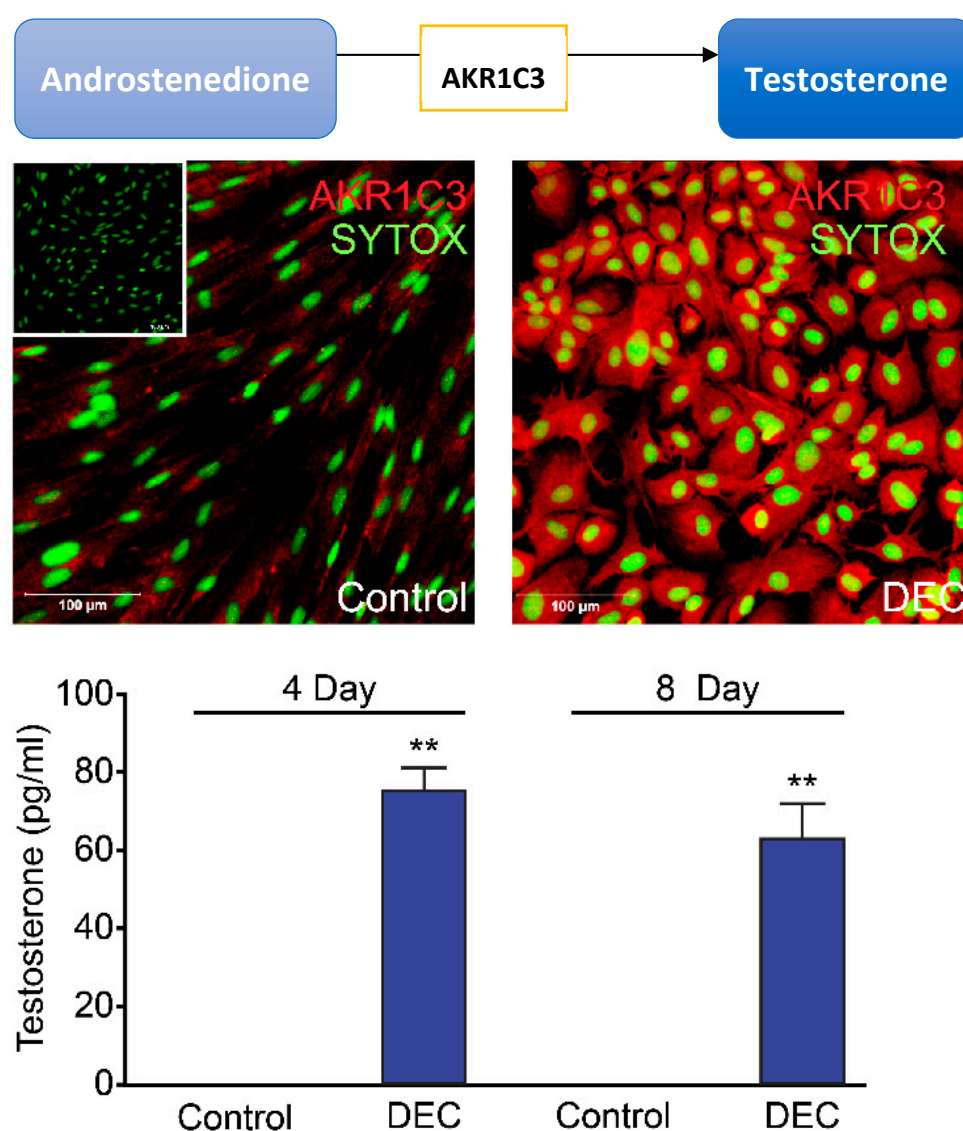 Androstenedione
AKR1C3
Testosterone
AKR1C3
SYTOX
100 µm
Control
AKR1C3
SYTOX
100 µm
DEC
Testosterone (pg/ml)
100
80
60
40
20
0
4 Day
8 Day
**
**
Control
DEC
Control
DEC